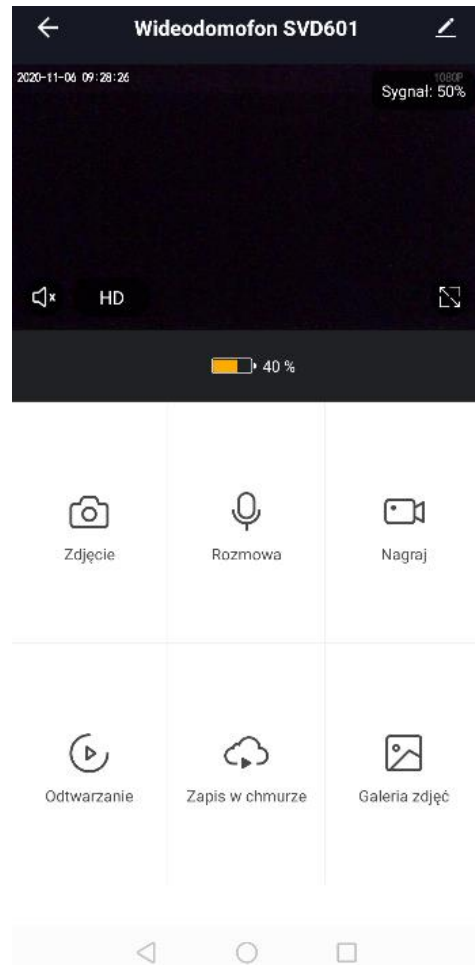 Wideodomofon SVD601
2020-11-06 09:28:26
1080P
Sygnał: 50%
HD
40 %
Zdjęcie
Rozmowa
Nagraj
Odtwarzanie
Zapis w chmurze
Galeria zdjęć